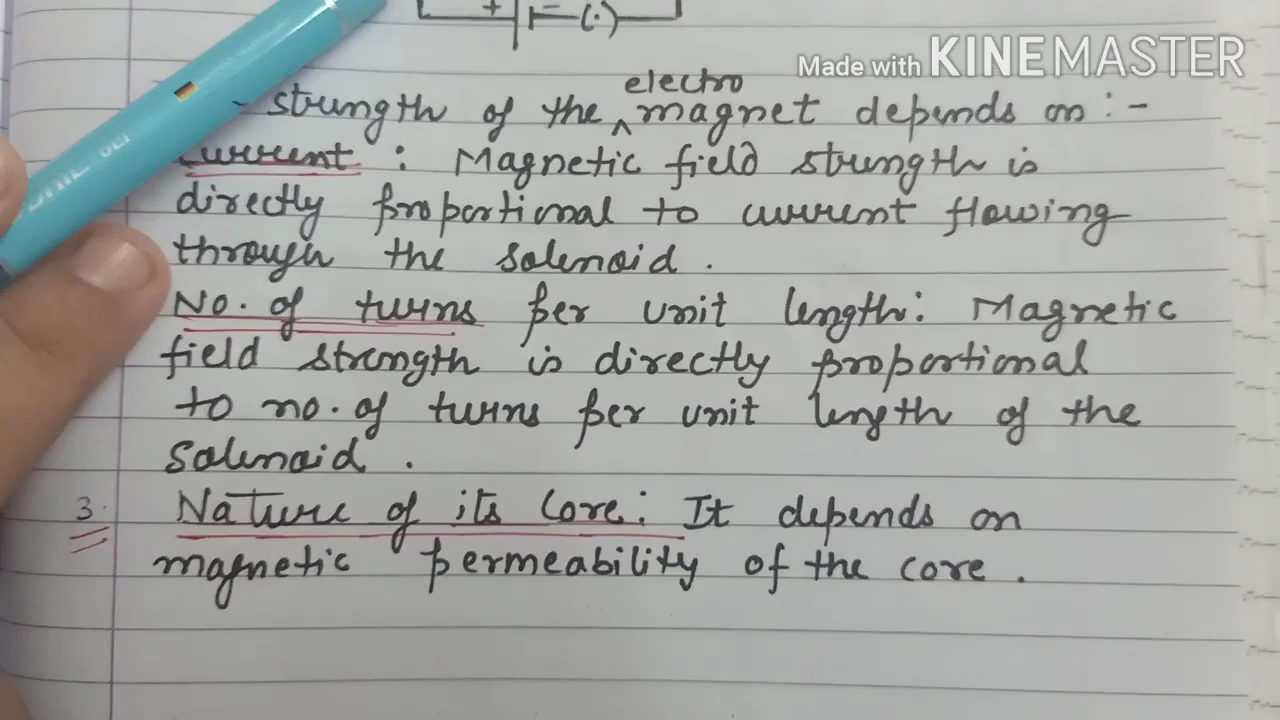 Made with KINEMASTER
+ - (.)
- strength of the ^ electro magnet depends on :-
Current : Magnetic field strength is
directly proportional to current flowing
through the solenoid .
No. of turns per unit length : Magnetic
field strength is directly proportional
to no. of turns per unit length of the
solenoid .
3. Nature of its core : It depends on
magnetic permeability of the core .